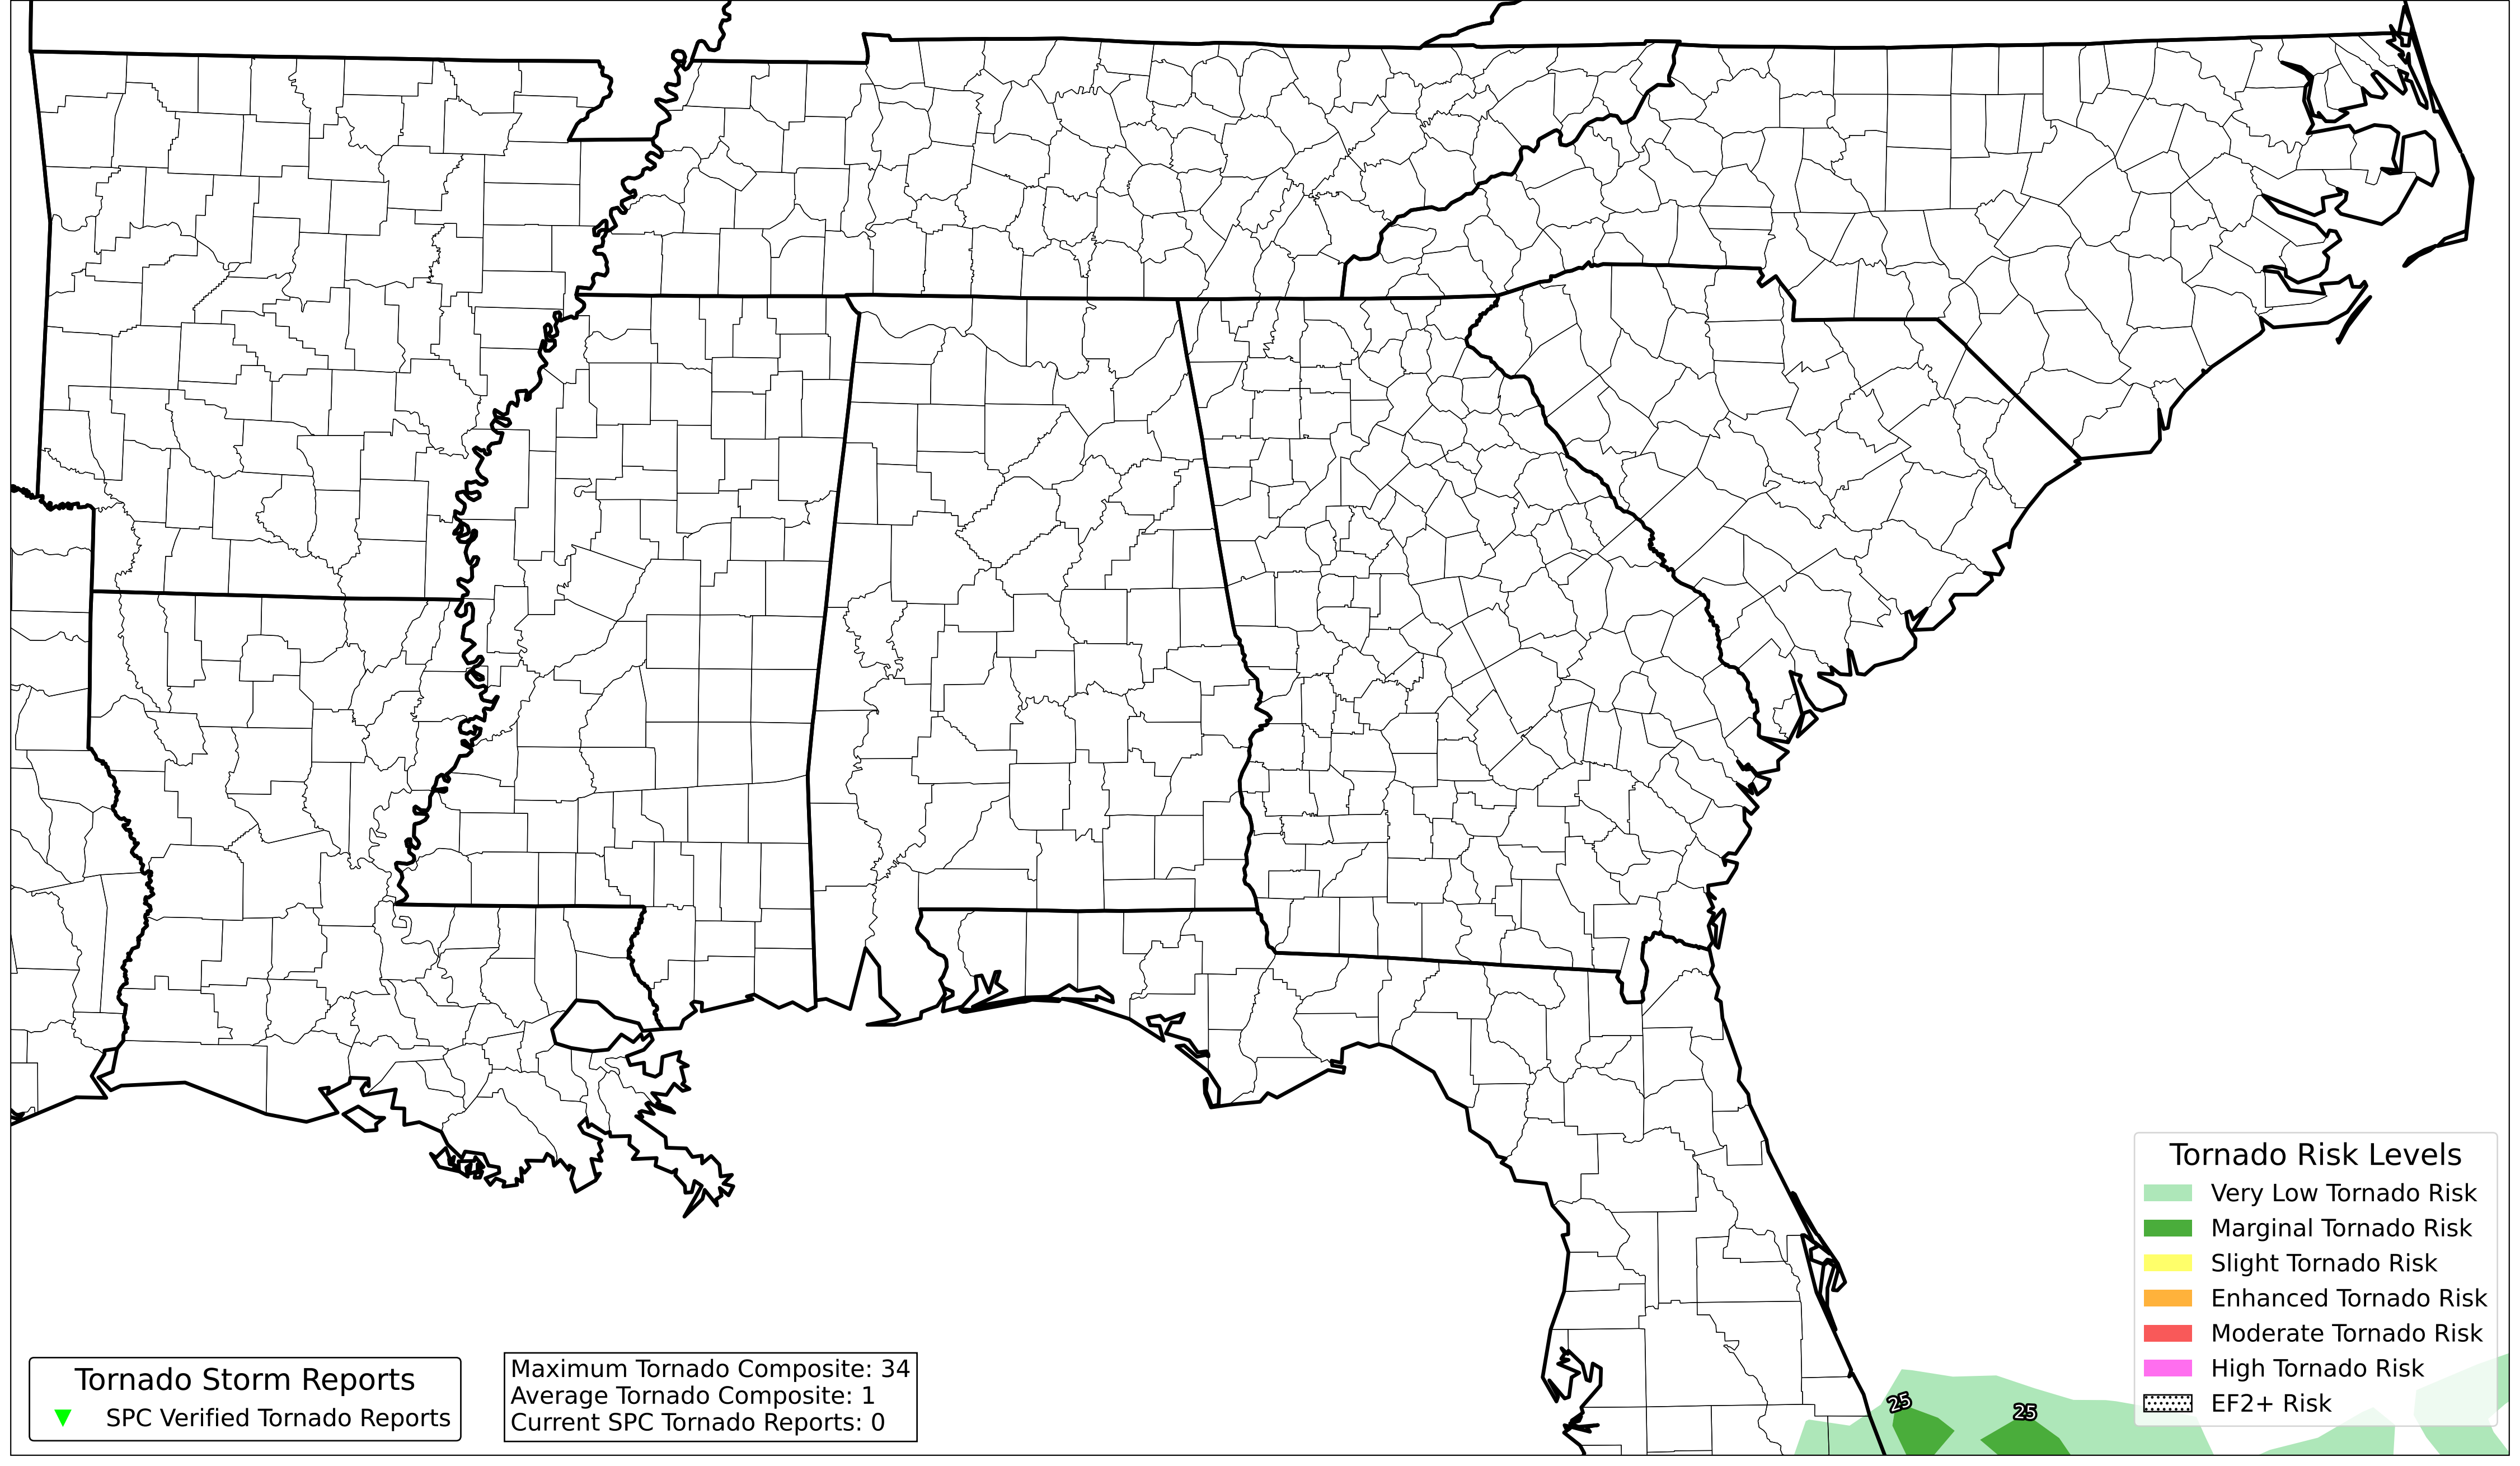 25
25
Tornado Risk Levels
Very Low Tornado Risk
Marginal Tornado Risk
Slight Tornado Risk
Enhanced Tornado Risk
Moderate Tornado Risk
High Tornado Risk
EF2+ Risk
Tornado Storm Reports
SPC Verified Tornado Reports
Maximum Tornado Composite: 34
Average Tornado Composite: 1
Current SPC Tornado Reports: 0